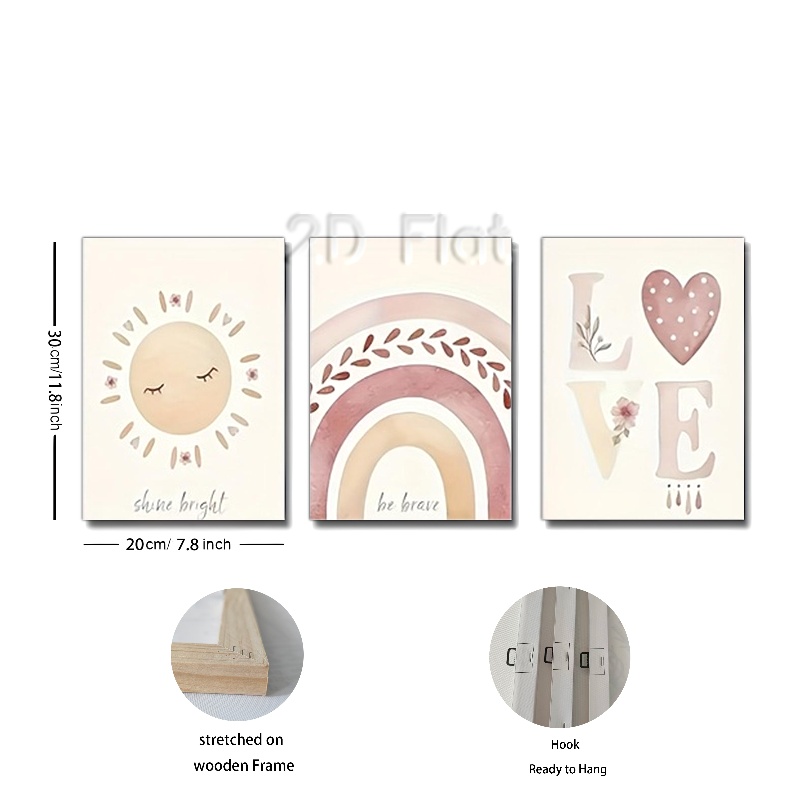 2D Flat
30cm/11.8inch
shine bright
be brave
L
VE
20cm/ 7.8 inch
stretched on
wooden Frame
Hook
Ready to Hang